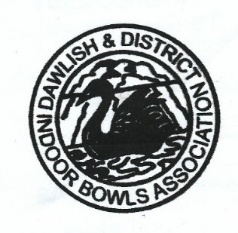 DAWLISH & DISTRICT
INDOOR BOWLS ASSOCIATION